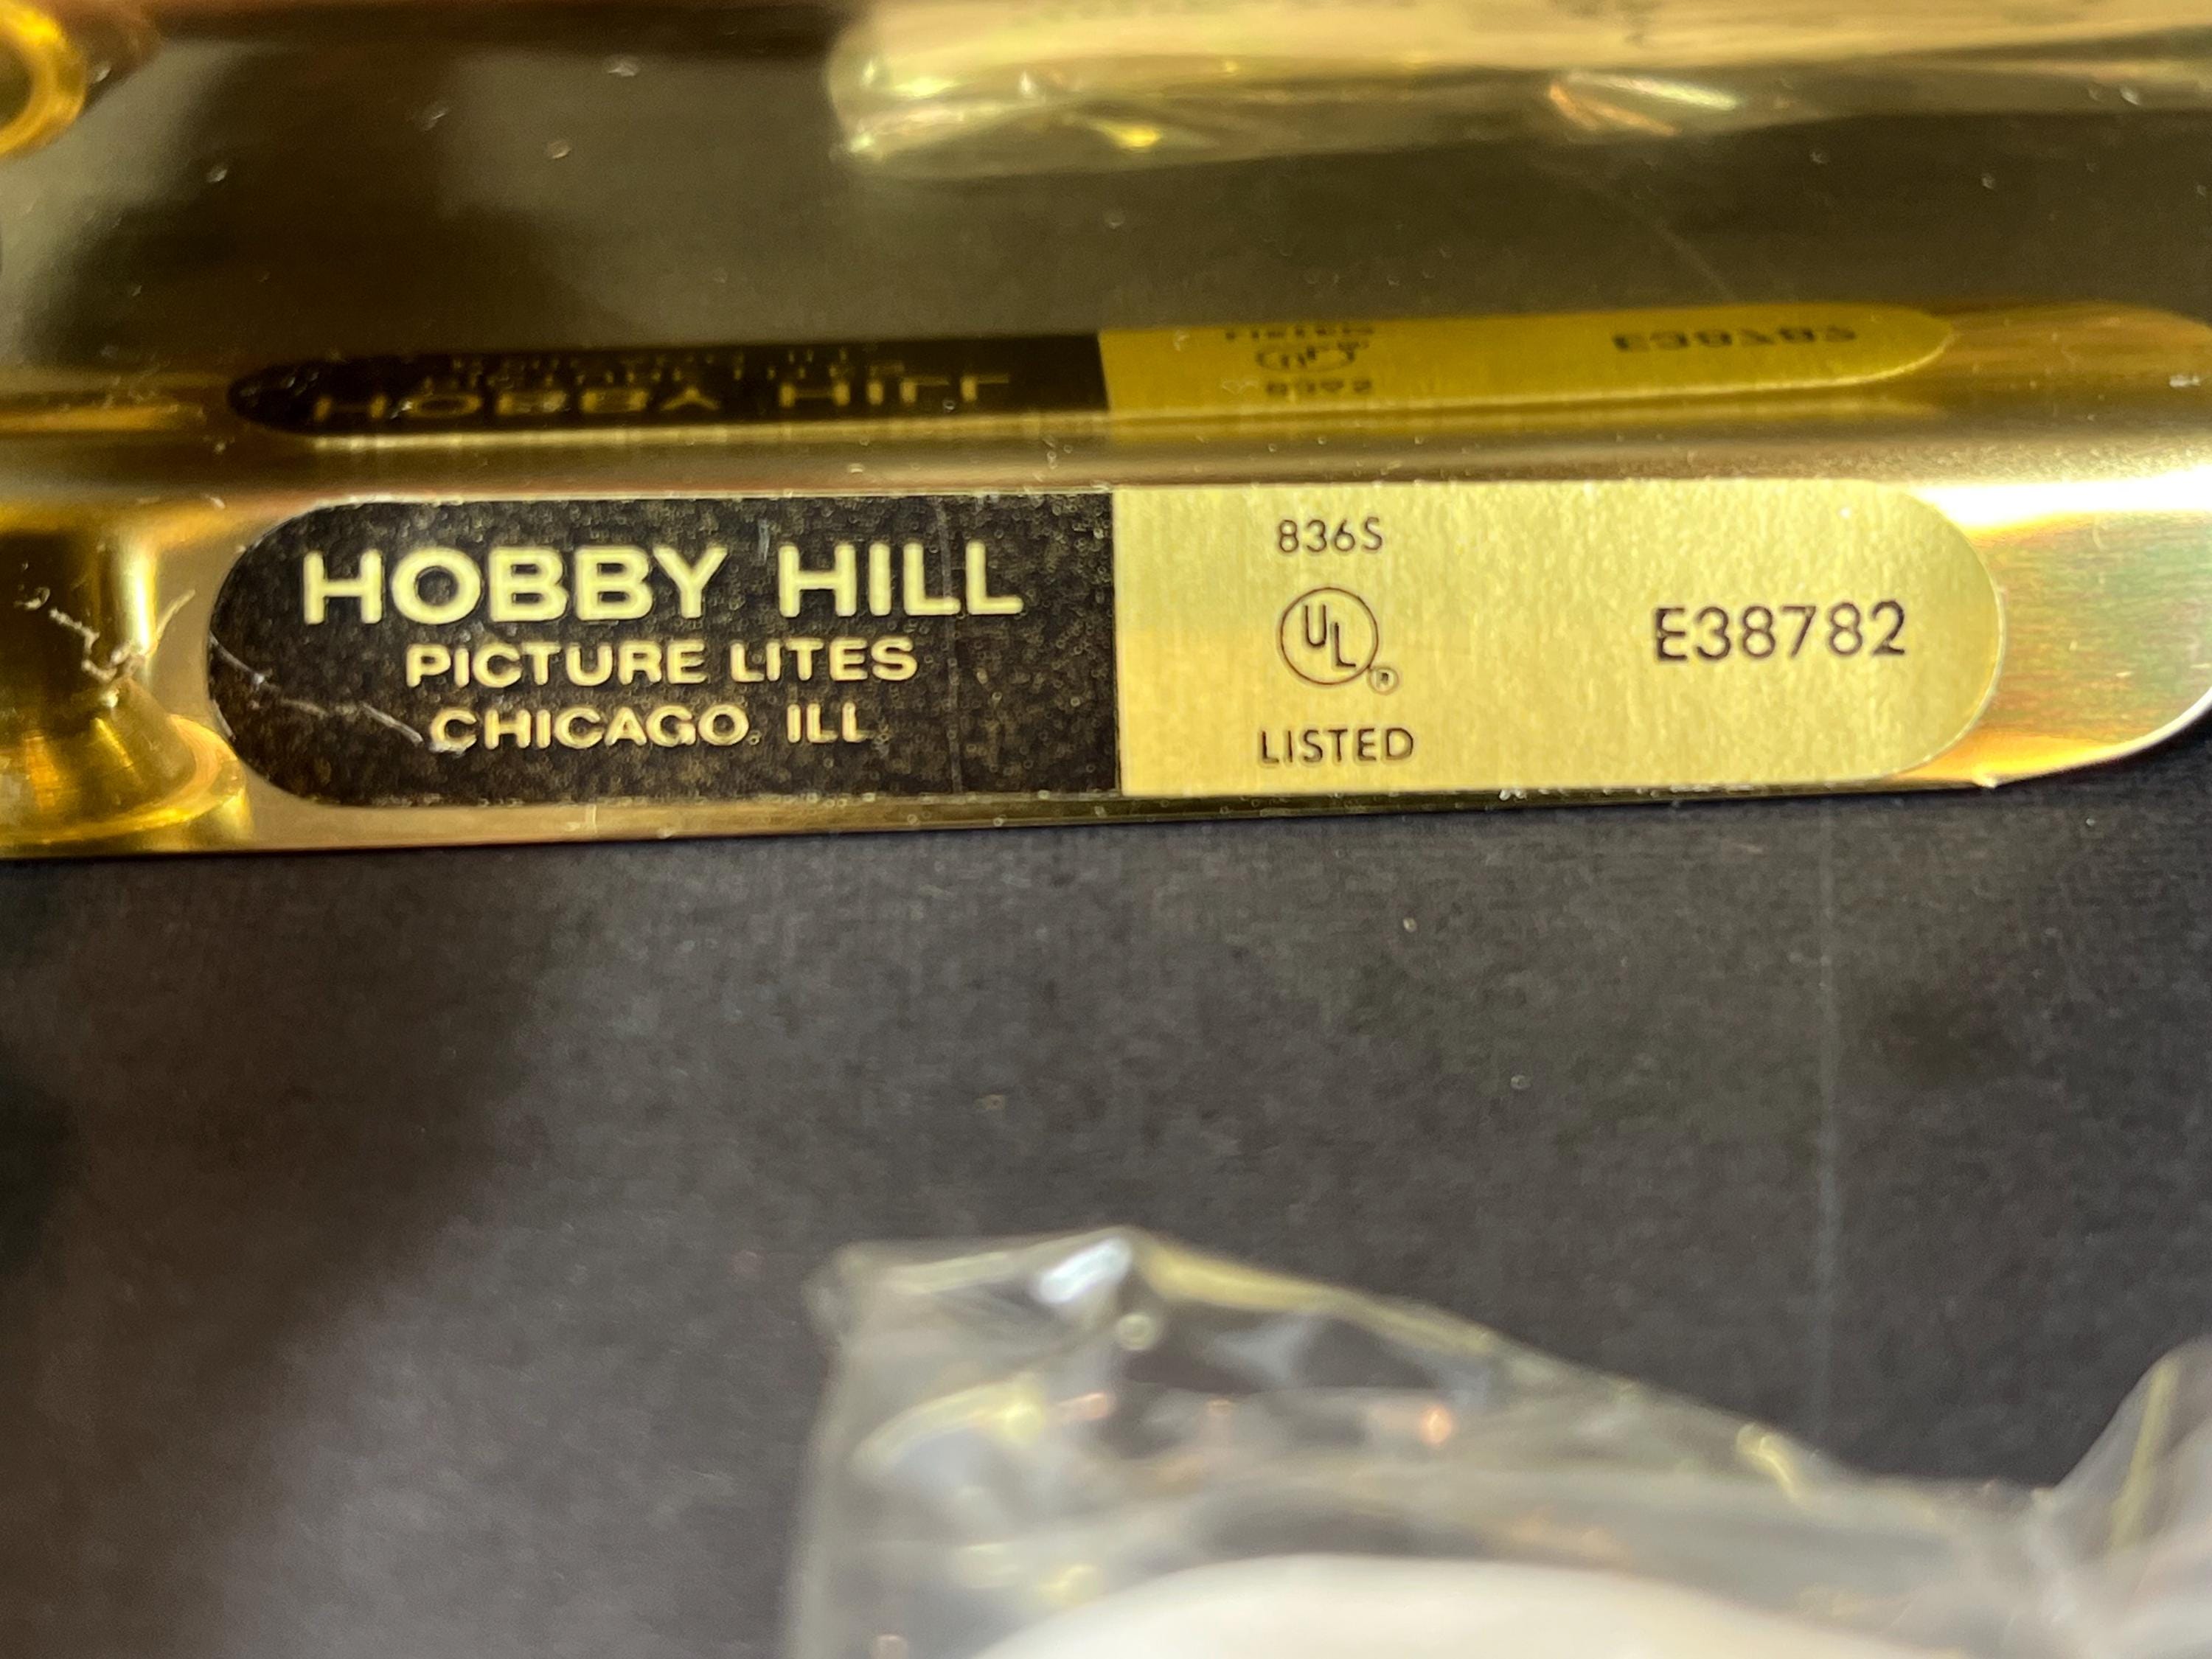 HOBBY HILL
PICTURE LITES
CHICAGO, ILL.
836S
UL®
LISTED
E38782